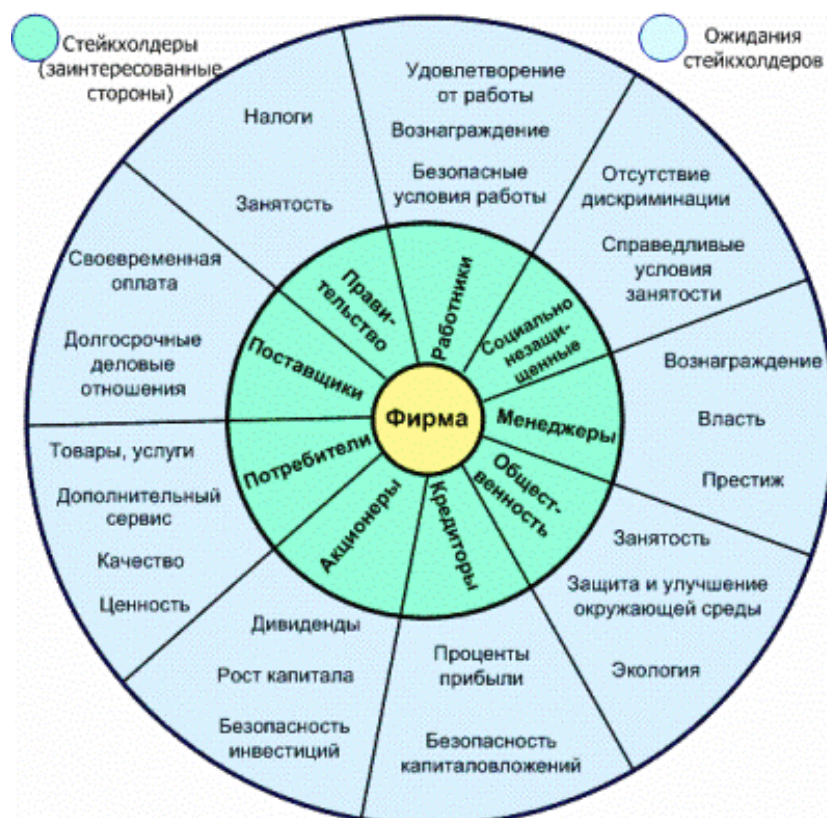 Стейкхолдеры
(заинтересованные
стороны)
Ожидания
стейкхолдеров
Налоги
Занятость
Удовлетворение
от работы
Вознаграждение
Безопасные
условия работы
Отсутствие
дискриминации
Справедливые
условия
занятости
Вознаграждение
Власть
Престиж
Занятость
Защита и улучшение
окружающей среды
Экология
Проценты
прибыли
Безопасность
капиталовложений
Дивиденды
Рост капитала
Безопасность
инвестиций
Товары, услуги
Дополнительный
сервис
Качество
Ценность
Своевременная
оплата
Долгосрочные
деловые
отношения
Прави-
тельство
Работники
Социально
незащи-
щенные
Менеджеры
Общест-
венность
Кредиторы
Акционеры
Потребители
Поставщики
Фирма